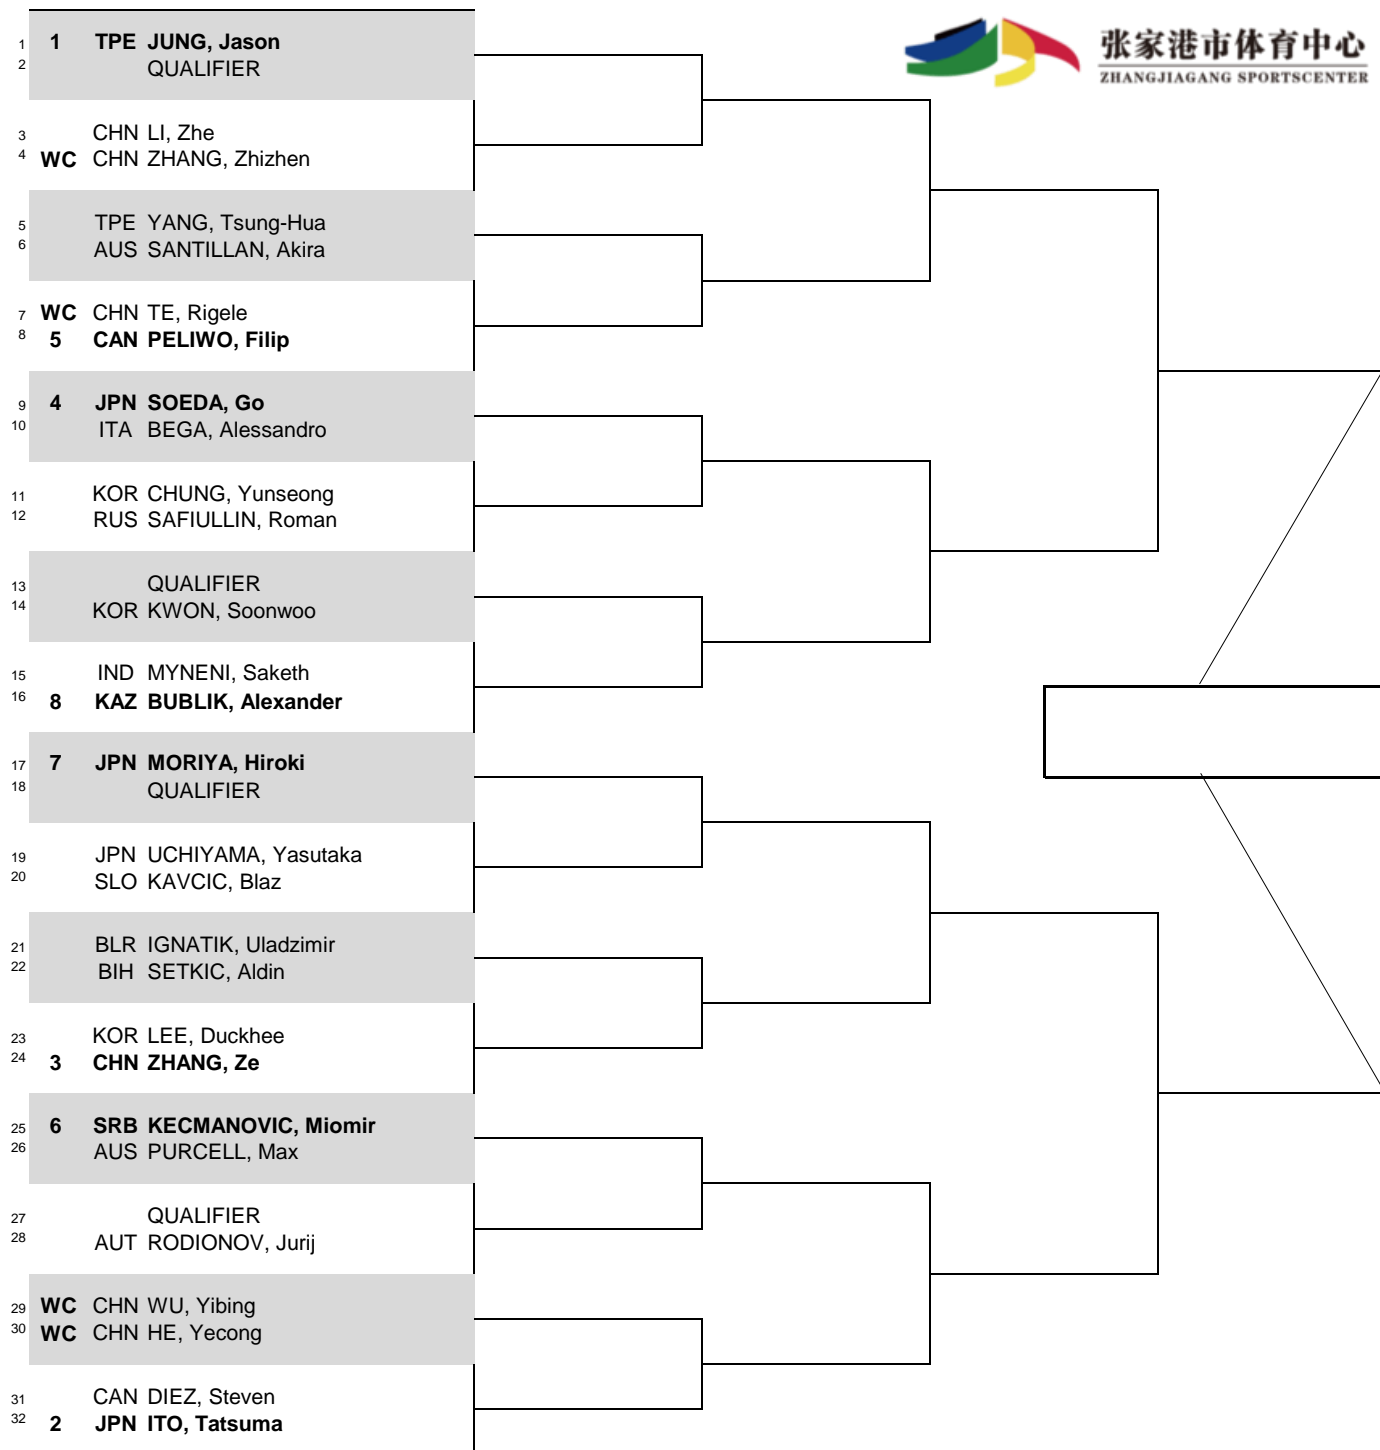 张家港市体育中心
ZHANGJIAGANG SPORTSCENTER
1 1 TPE JUNG, Jason
2 QUALIFIER
3 CHN LI, Zhe
4 WC CHN ZHANG, Zhizhen
5 TPE YANG, Tsung-Hua
6 AUS SANTILLAN, Akira
7 WC CHN TE, Rigele
8 5 CAN PELIWO, Filip
9 4 JPN SOEDA, Go
10 ITA BEGA, Alessandro
11 KOR CHUNG, Yunseong
12 RUS SAFIULLIN, Roman
13 QUALIFIER
14 KOR KWON, Soonwoo
15 IND MYNENI, Saketh
16 8 KAZ BUBLIK, Alexander
17 7 JPN MORIYA, Hiroki
18 QUALIFIER
19 JPN UCHIYAMA, Yasutaka
20 SLO KAVCIC, Blaz
21 BLR IGNATIK, Uladzimir
22 BIH SETKIC, Aldin
23 KOR LEE, Duckhee
24 3 CHN ZHANG, Ze
25 6 SRB KECMANOVIC, Miomir
26 AUS PURCELL, Max
27 QUALIFIER
28 AUT RODIONOV, Jurij
29 WC CHN WU, Yibing
30 WC CHN HE, Yecong
31 CAN DIEZ, Steven
32 2 JPN ITO, Tatsuma